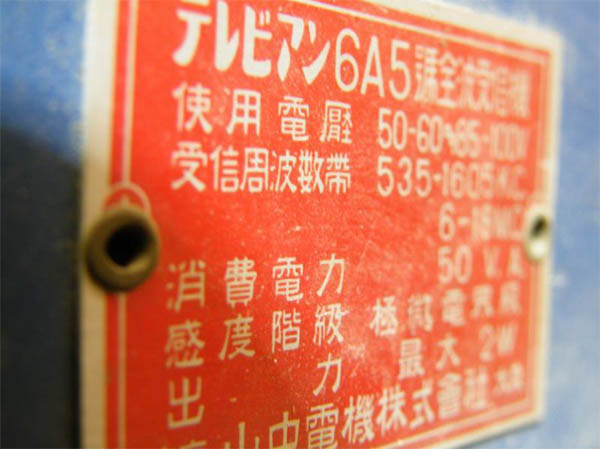 テレビアン6A5號全波受信機
使用電壓 50-60〜85-100V
受信周波數帶 535-1605KC
6-18MC
消費電力 50 V.A
感度階級 極微電界級
出力 最大 2W
山中電機株式會社